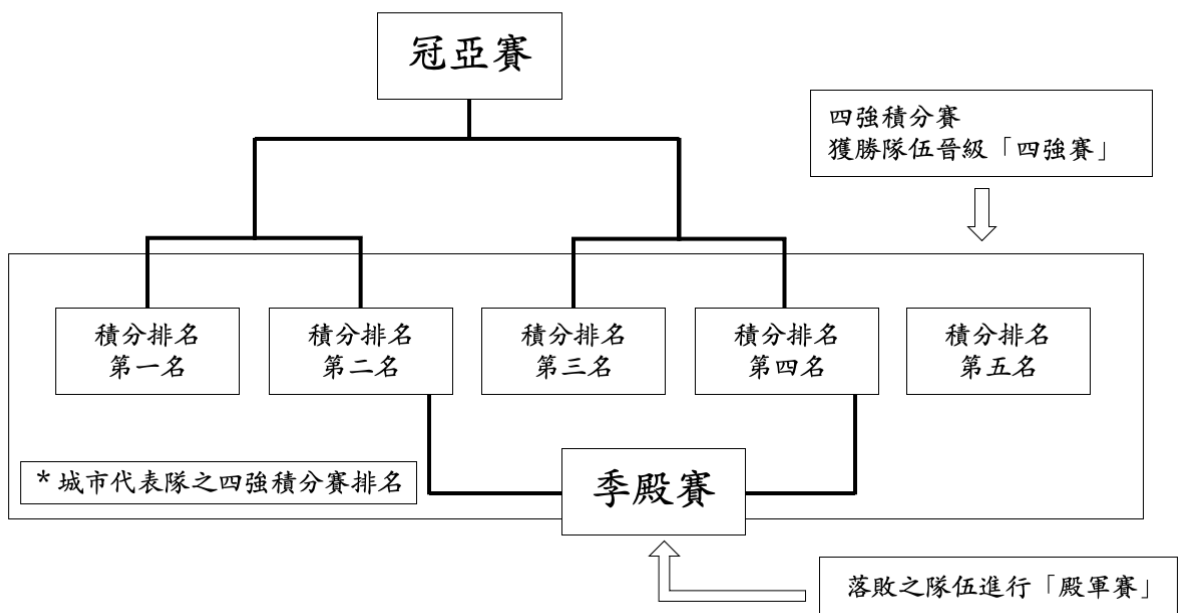 冠亞賽
四強積分賽
獲勝隊伍晉級「四強賽」
積分排名
第一名
積分排名
第二名
積分排名
第三名
積分排名
第四名
積分排名
第五名
*城市代表隊之四強積分賽排名
季殿賽
落敗之隊伍進行「殿軍賽」